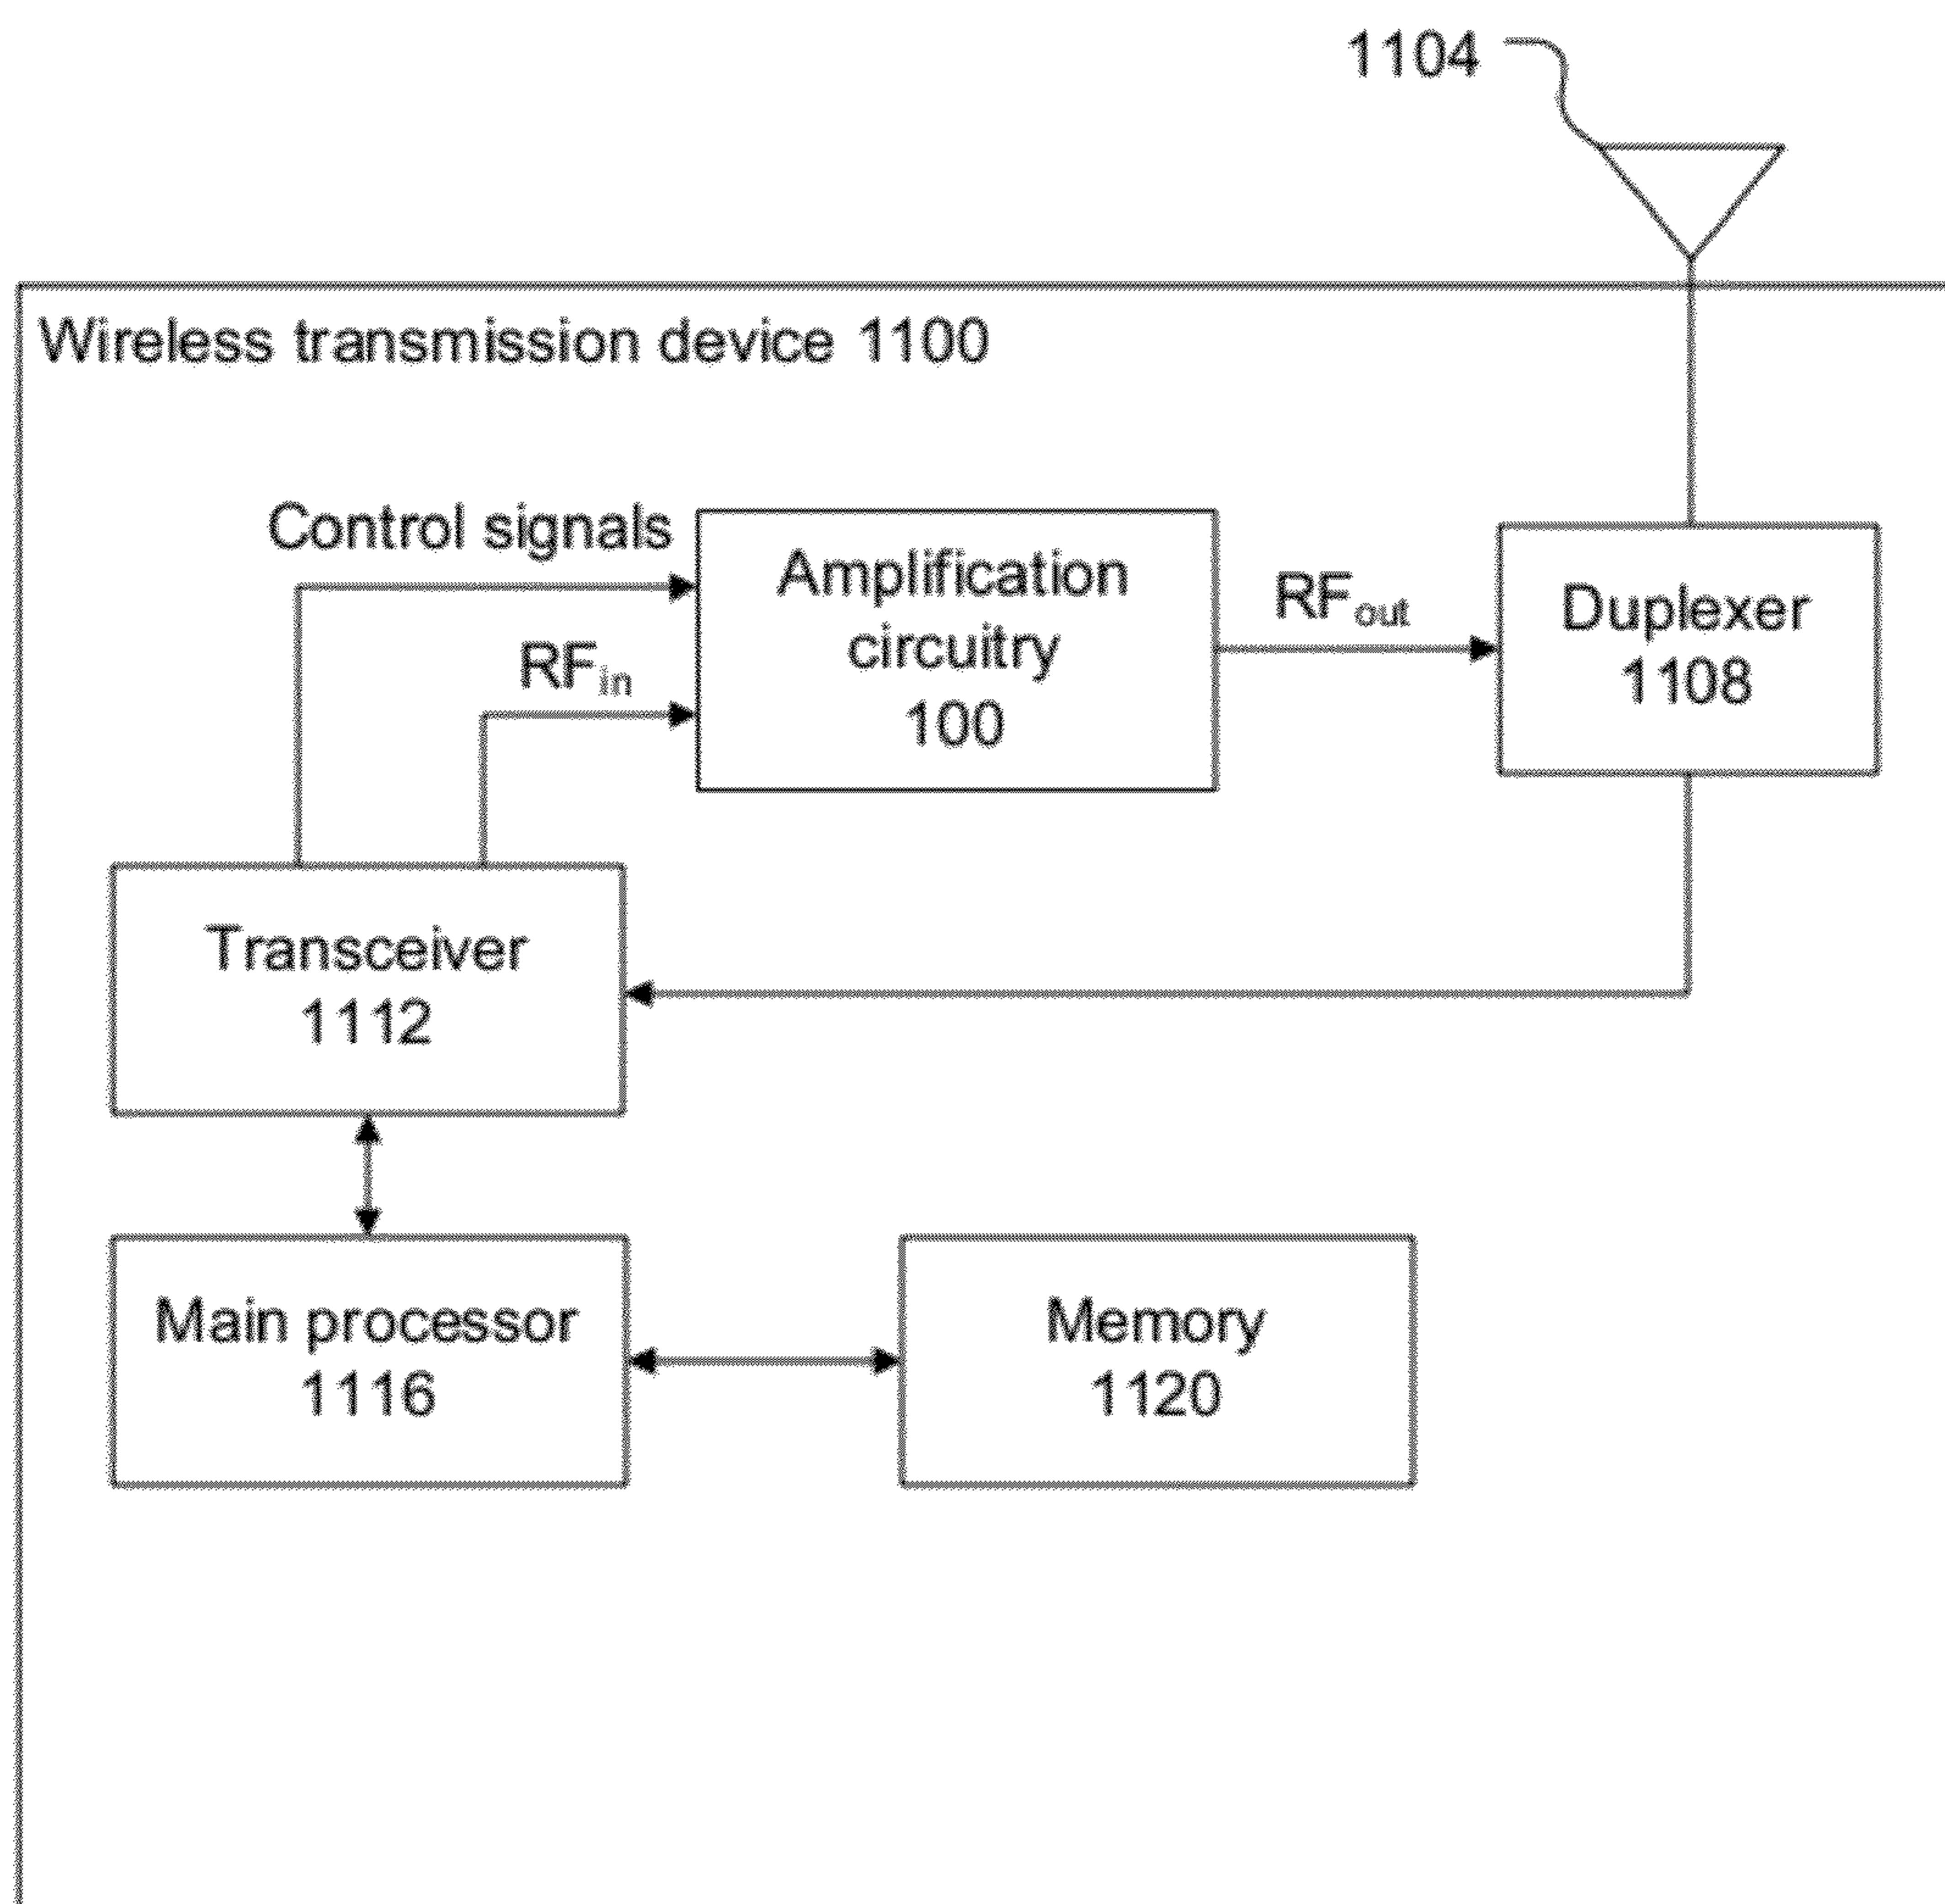 1104
Wireless transmission device 1100
Control signals
Amplification
circuitry
100
RFin
RFout
Duplexer
1108
Transceiver
1112
Main processor
1116
Memory
1120